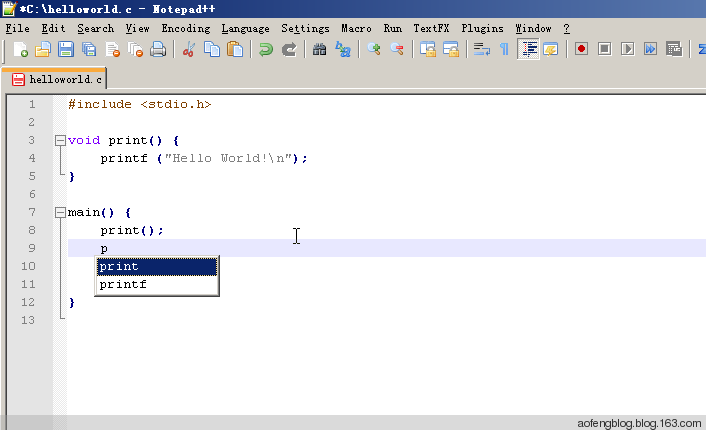 *C:\helloworld.c - Notepad++
File Edit Search View Encoding Language Settings Macro Run TextFX Plugins Window ?
helloworld.c
1 #include <stdio.h>
2
3 void print() {
4 printf ("Hello World!\n");
5 }
6
7 main() {
8 print();
9 p
10 print
11 printf
12 }
13
aofengblog.blog.163.com